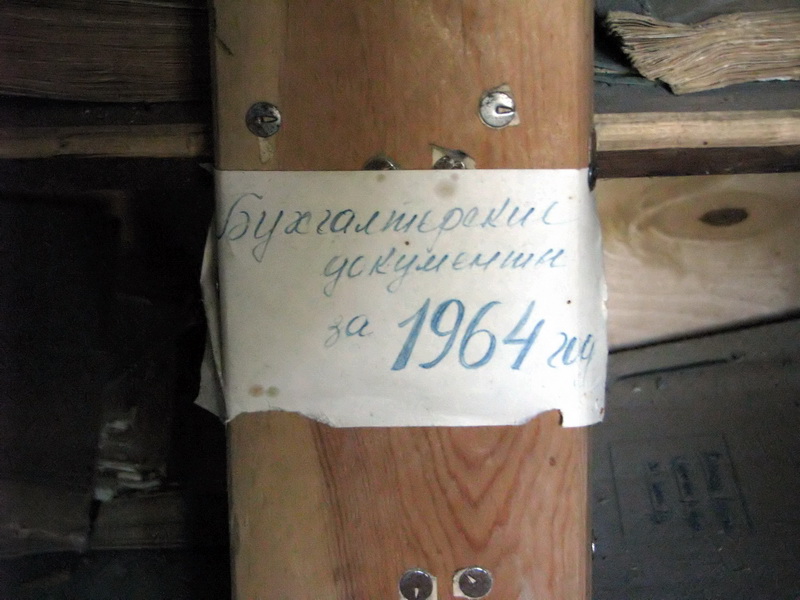 Бухгалтерские
документы
за 1964 год